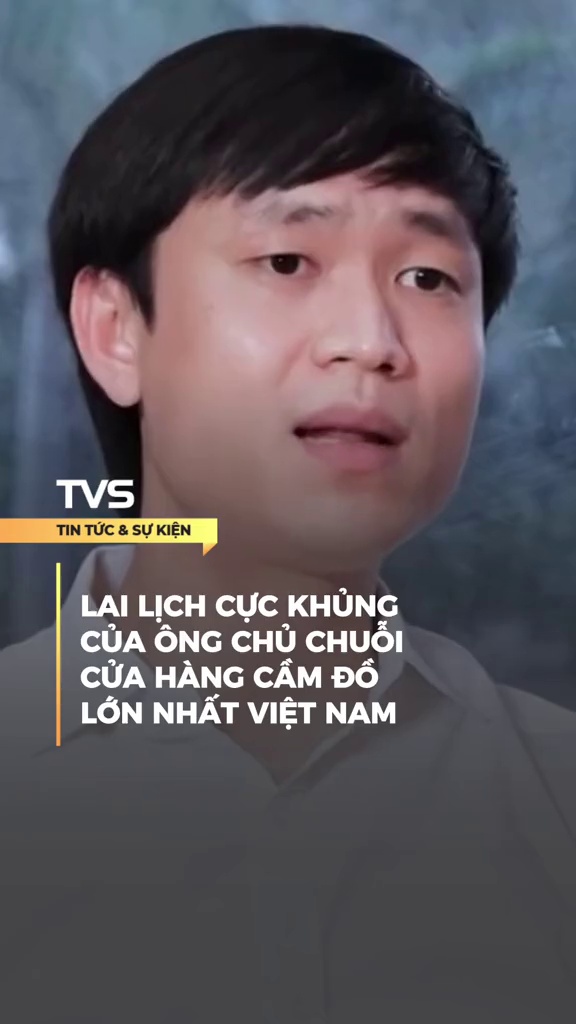 TVS
TIN TỨC & SỰ KIỆN
LAI LỊCH CỰC KHỦNG
CỦA ÔNG CHỦ CHUỖI
CỬA HÀNG CẦM ĐỒ
LỚN NHẤT VIỆT NAM